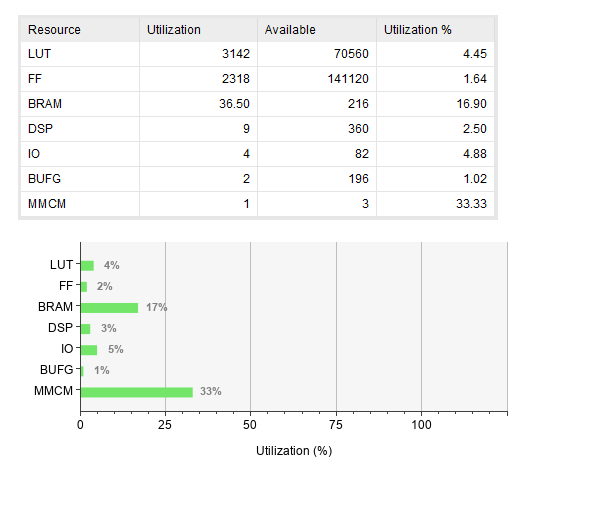 Resource Utilization Available Utilization %
LUT 3142 70560 4.45
FF 2318 141120 1.64
BRAM 36.50 216 16.90
DSP 9 360 2.50
IO 4 82 4.88
BUFG 2 196 1.02
MMCM 1 3 33.33
LUT 4%
FF 2%
BRAM 17%
DSP 3%
IO 5%
BUFG 1%
MMCM 33%
0 25 50 75 100
Utilization (%)